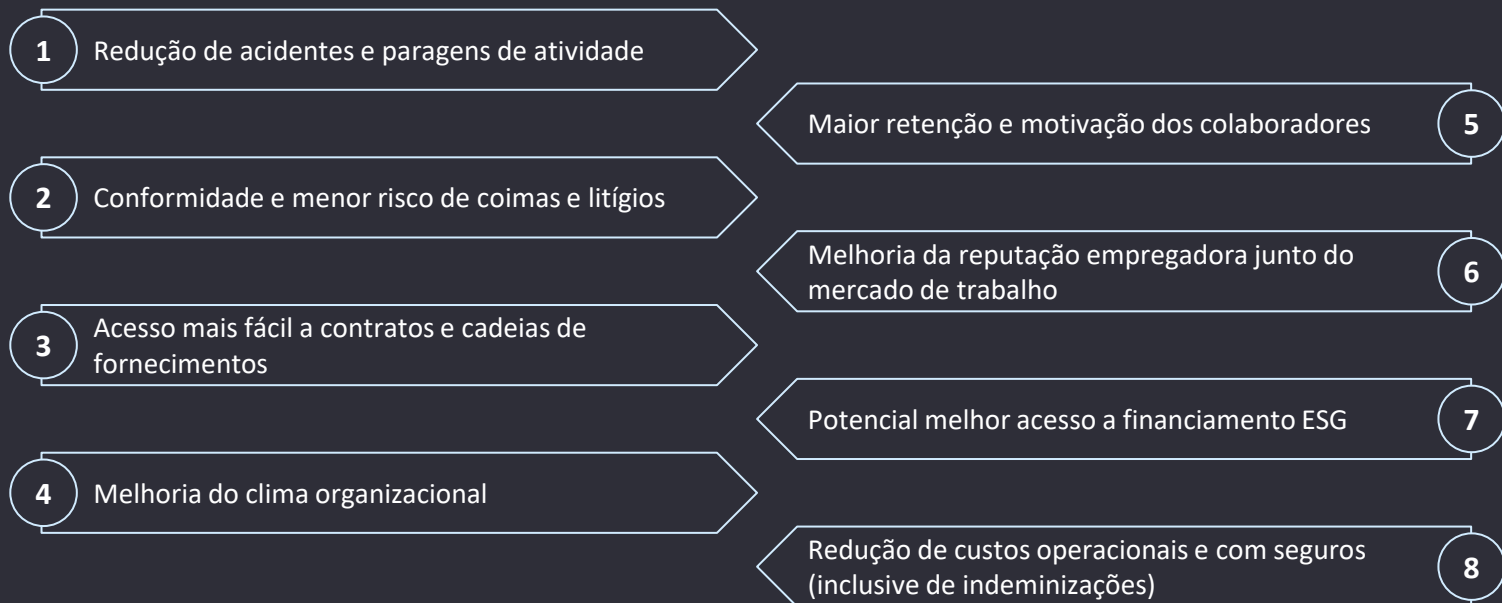 1
Redução de acidentes e paragens de atividade
2
Conformidade e menor risco de coimas e litígios
3
Acesso mais fácil a contratos e cadeias de
fornecimentos
4
Melhoria do clima organizacional
Maior retenção e motivação dos colaboradores
5
Melhoria da reputação empregadora junto do
mercado de trabalho
6
Potencial melhor acesso a financiamento ESG
7
Redução de custos operacionais e com seguros
(inclusive de indeminizações)
8